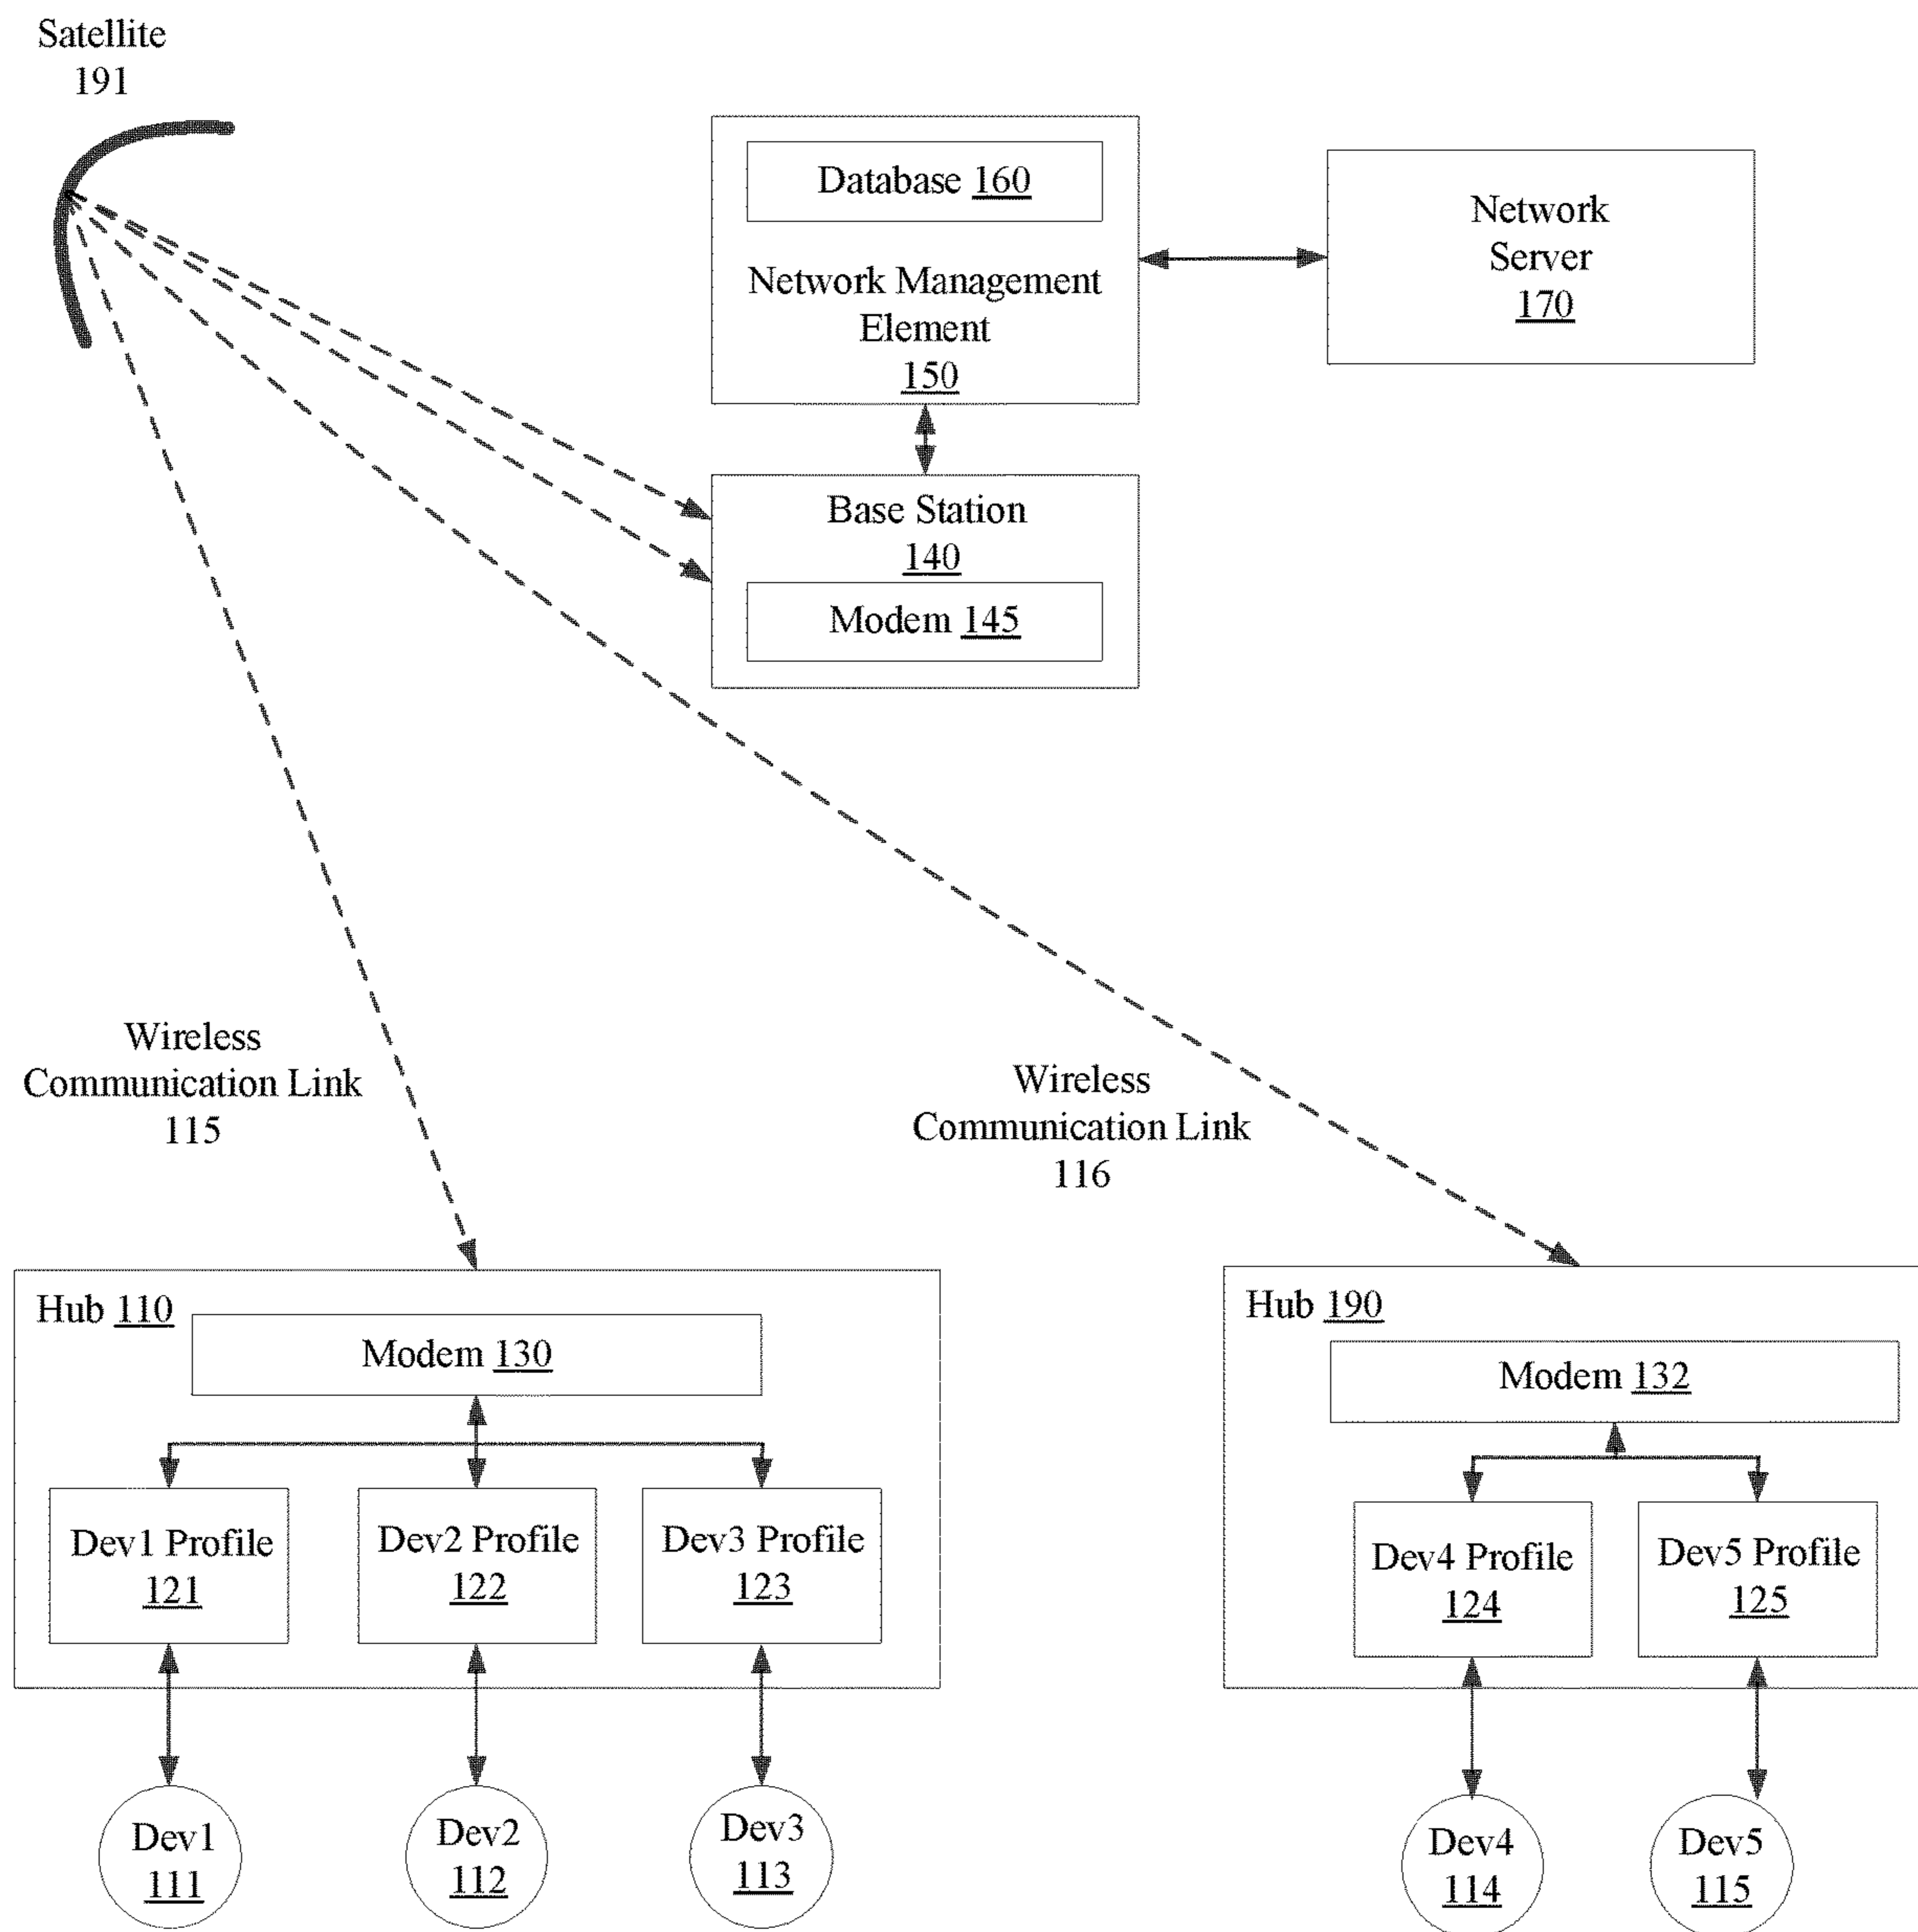 Satellite
191
Database 160
Network Management
Element
150
Network
Server
170
Base Station
140
Modem 145
Wireless
Communication Link
115
Wireless
Communication Link
116
Hub 110
Modem 130
Dev1 Profile
121
Dev2 Profile
122
Dev3 Profile
123
Dev1
111
Dev2
112
Dev3
113
Hub 190
Modem 132
Dev4 Profile
124
Dev5 Profile
125
Dev4
114
Dev5
115